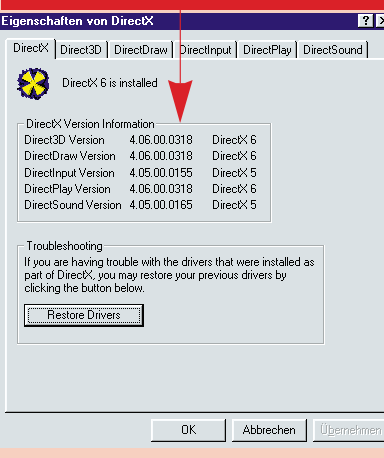 Eigenschaften von DirectX
DirectX Direct3D DirectDraw DirectInput DirectPlay DirectSound
DirectX 6 is installed
DirectX Version Information
Direct3D Version 4.06.00.0318 DirectX 6
DirectDraw Version 4.06.00.0318 DirectX 6
DirectInput Version 4.05.00.0155 DirectX 5
DirectPlay Version 4.06.00.0318 DirectX 6
DirectSound Version 4.05.00.0165 DirectX 5
Troubleshooting
If you are having trouble with the drivers that were installed as
part of DirectX, you may restore your previous drivers by
clicking the button below.
Restore Drivers
OK Abbrechen Übernehmen